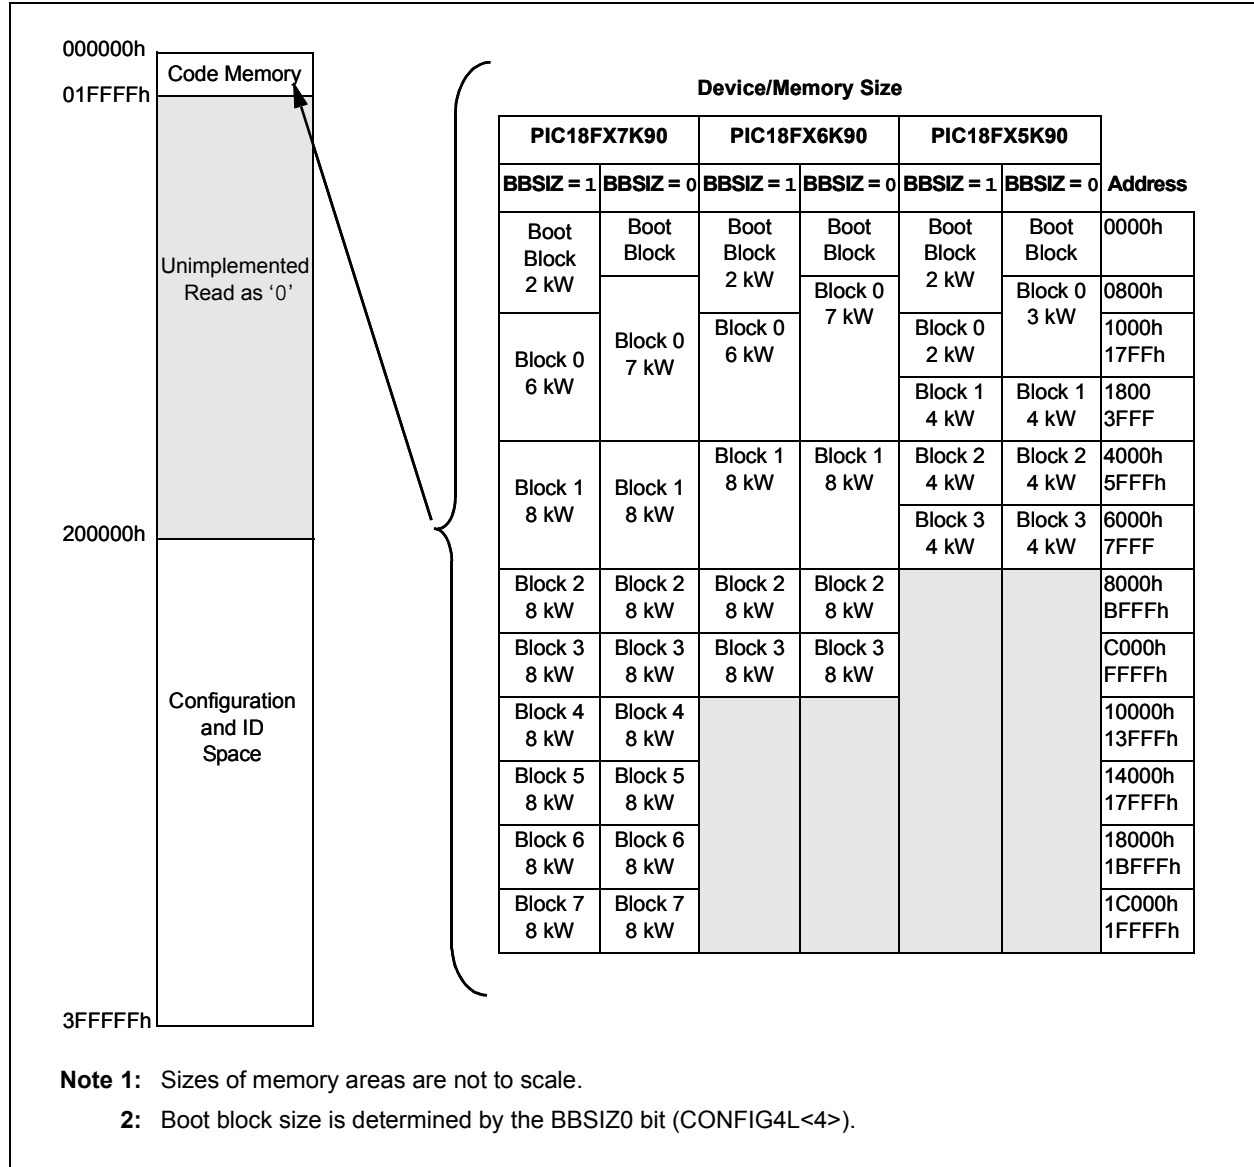 000000h
Code Memory
01FFFFh
Unimplemented
Read as ‘0’
200000h
Configuration
and ID
Space
3FFFFFh
Device/Memory Size
PIC18FX7K90 PIC18FX6K90 PIC18FX5K90
BBSIZ = 1 BBSIZ = 0 BBSIZ = 1 BBSIZ = 0 BBSIZ = 1 BBSIZ = 0 Address
Boot Boot Boot Boot Boot Boot 0000h
Block Block Block Block Block Block
2 kW 2 kW 2 kW
Block 0 Block 0 0800h
7 kW 3 kW
Block 0 Block 0 Block 0 Block 0 1000h
6 kW 7 kW 6 kW 2 kW 17FFh
Block 1 Block 1 1800
4 kW 4 kW 3FFF
Block 1 Block 1 Block 1 Block 1 Block 2 Block 2 4000h
8 kW 8 kW 8 kW 8 kW 4 kW 4 kW 5FFFh
Block 3 Block 3 6000h
4 kW 4 kW 7FFF
Block 2 Block 2 Block 2 Block 2 8000h
8 kW 8 kW 8 kW 8 kW BFFFh
Block 3 Block 3 Block 3 Block 3 C000h
8 kW 8 kW 8 kW 8 kW FFFFh
Block 4 Block 4 10000h
8 kW 8 kW 13FFFh
Block 5 Block 5 14000h
8 kW 8 kW 17FFFh
Block 6 Block 6 18000h
8 kW 8 kW 1BFFFh
Block 7 Block 7 1C000h
8 kW 8 kW 1FFFFh
Note 1: Sizes of memory areas are not to scale.
2: Boot block size is determined by the BBSIZ0 bit (CONFIG4L<4>).